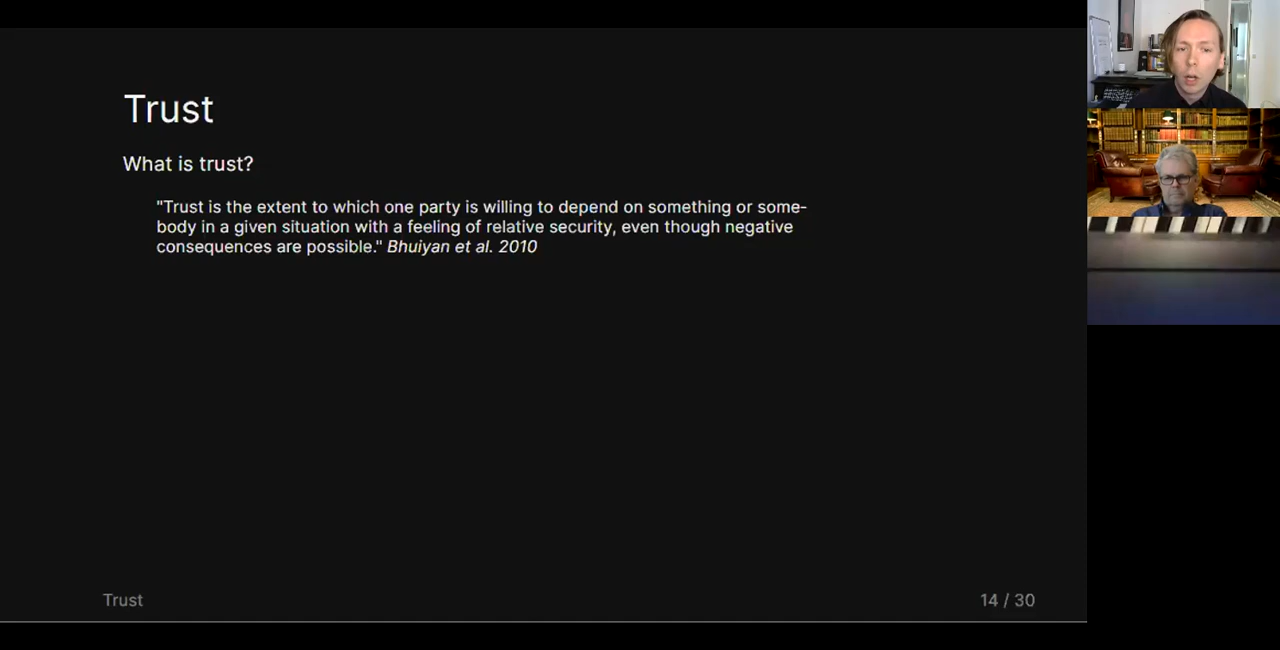 Trust
What is trust?
"Trust is the extent to which one party is willing to depend on something or some-
body in a given situation with a feeling of relative security, even though negative
consequences are possible." Bhuiyan et al. 2010
Trust
14 / 30